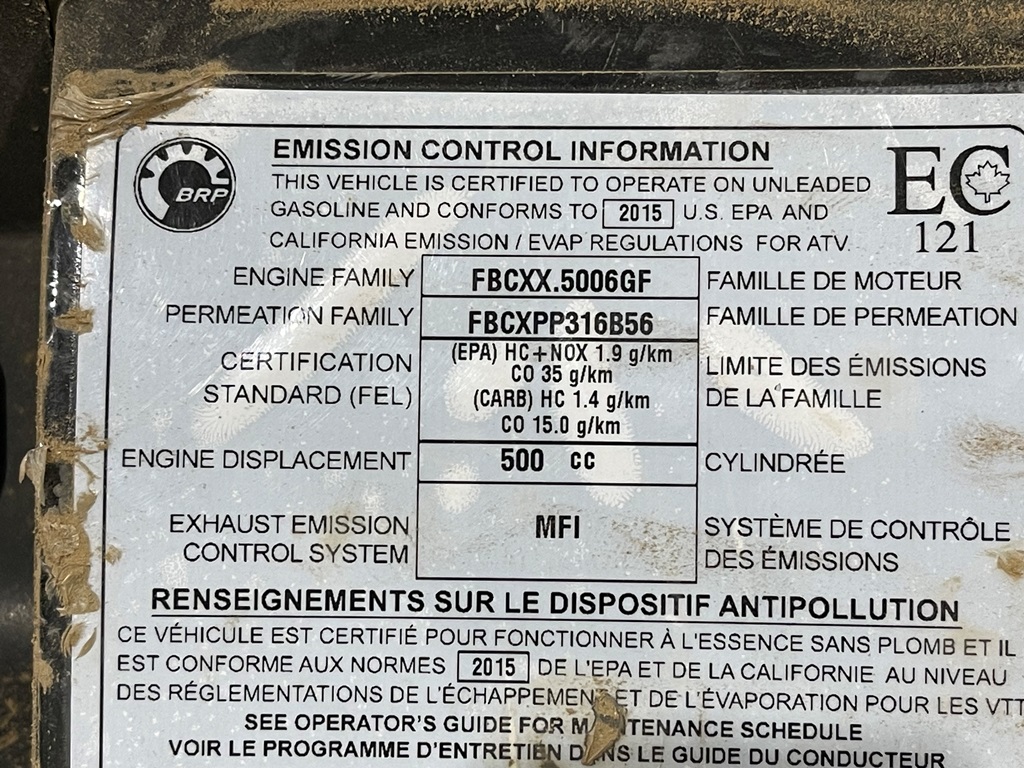 BRP
EMISSION CONTROL INFORMATION
THIS VEHICLE IS CERTIFIED TO OPERATE ON UNLEADED
GASOLINE AND CONFORMS TO 2015 U.S. EPA AND
CALIFORNIA EMISSION / EVAP REGULATIONS FOR ATV.
EC
121
ENGINE FAMILY FBCXX.5006GF FAMILLE DE MOTEUR
PERMEATION FAMILY FBCXPP316B56 FAMILLE DE PERMEATION
CERTIFICATION
STANDARD (FEL)
(EPA) HC+NOX 1.9 g/km
CO 35 g/km
(CARB) HC 1.4 g/km
CO 15.0 g/km
LIMITE DES ÉMISSIONS
DE LA FAMILLE
ENGINE DISPLACEMENT 500 CC CYLINDRÉE
EXHAUST EMISSION
CONTROL SYSTEM
MFI
SYSTÈME DE CONTRÔLE
DES ÉMISSIONS
RENSEIGNEMENTS SUR LE DISPOSITIF ANTIPOLLUTION
CE VÉHICULE EST CERTIFIÉ POUR FONCTIONNER À L'ESSENCE SANS PLOMB ET IL
EST CONFORME AUX NORMES 2015 DE L'EPA ET DE LA CALIFORNIE AU NIVEAU
DES RÉGLEMENTATIONS DE L'ÉCHAPPEMENT ET DE L'ÉVAPORATION POUR LES VTT
SEE OPERATOR'S GUIDE FOR MAINTENANCE SCHEDULE
VOIR LE PROGRAMME D'ENTRETIEN DANS LE GUIDE DU CONDUCTEUR